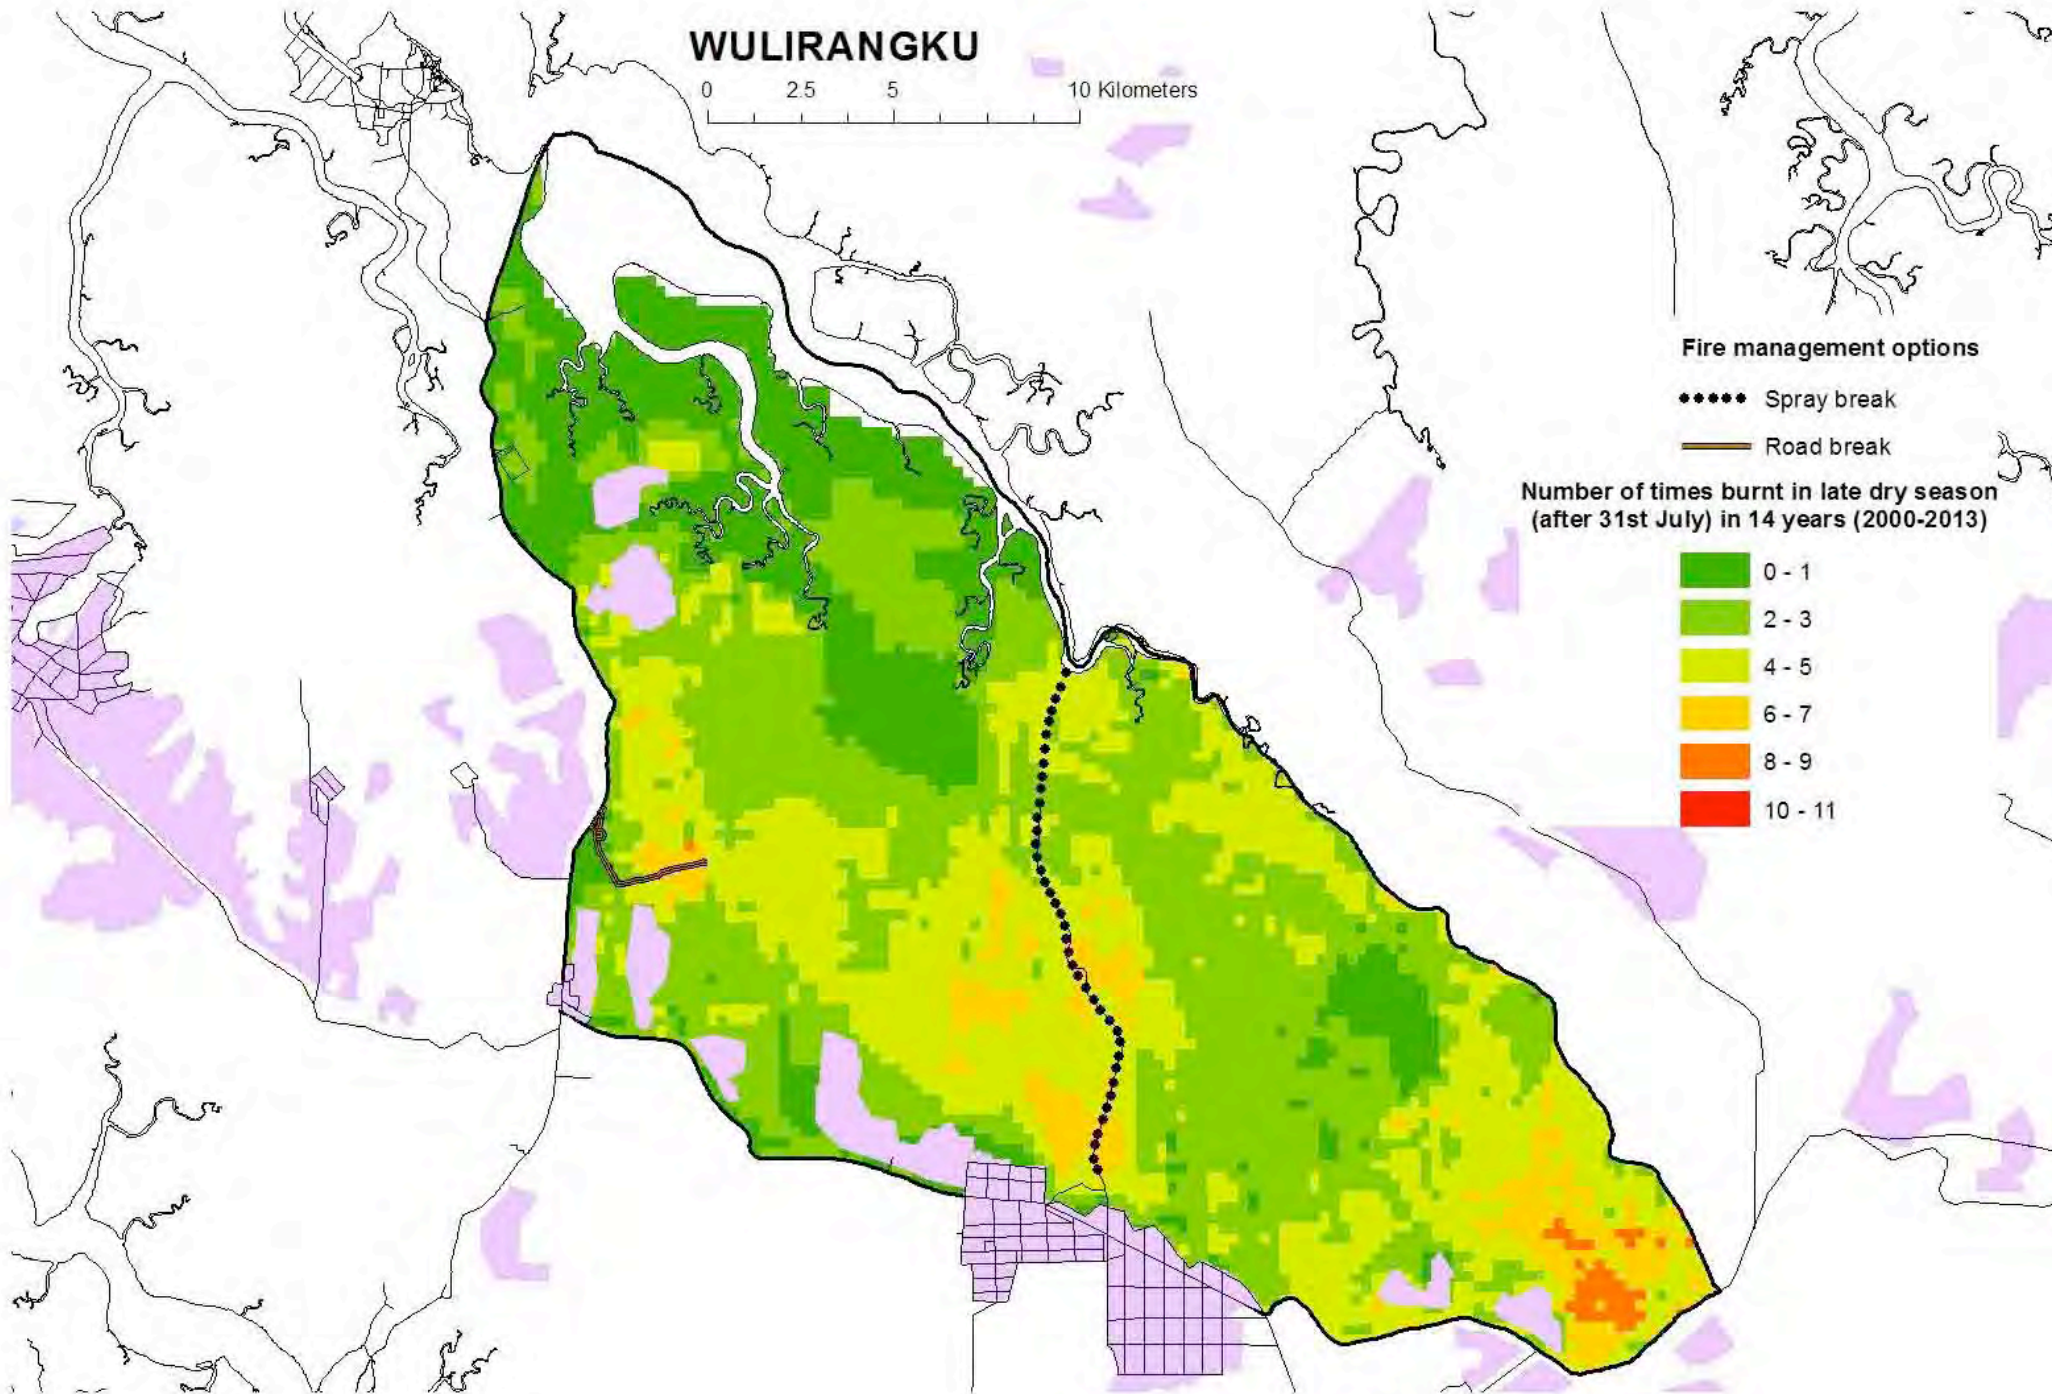 WULIRANGKU
0 2.5 5 10 Kilometers
Fire management options
Spray break
Road break
Number of times burnt in late dry season
(after 31st July) in 14 years (2000-2013)
0 - 1
2 - 3
4 - 5
6 - 7
8 - 9
10 - 11